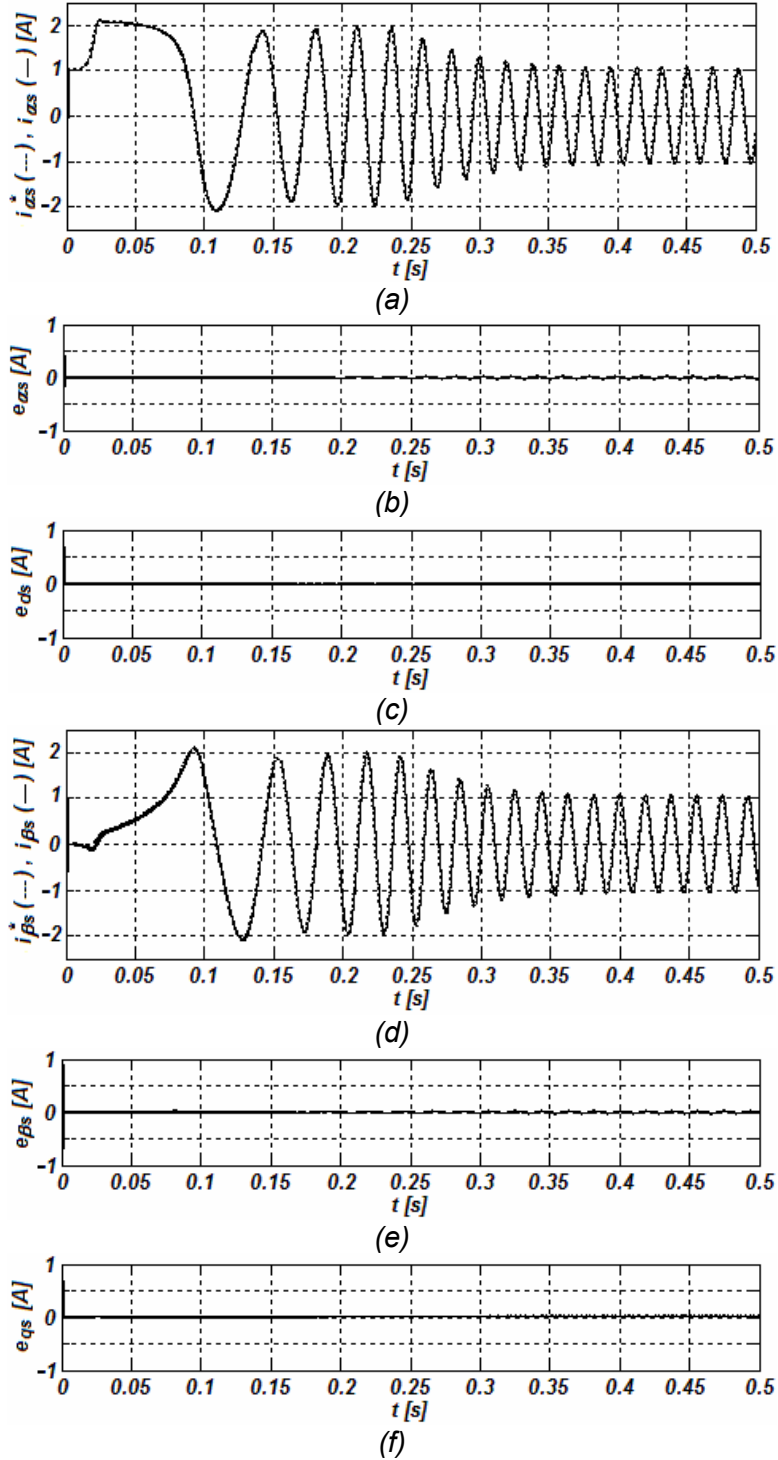 i*αs (---) , iαs (—) [A]
2
1
0
-1
-2
0 0.05 0.1 0.15 0.2 0.25 0.3 0.35 0.4 0.45 0.5
t [s]
(a)
eαs [A]
1
0
-1
0 0.05 0.1 0.15 0.2 0.25 0.3 0.35 0.4 0.45 0.5
t [s]
(b)
eds [A]
1
0
-1
0 0.05 0.1 0.15 0.2 0.25 0.3 0.35 0.4 0.45 0.5
t [s]
(c)
i*βs (---) , iβs (—) [A]
2
1
0
-1
-2
0 0.05 0.1 0.15 0.2 0.25 0.3 0.35 0.4 0.45 0.5
t [s]
(d)
eβs [A]
1
0
-1
0 0.05 0.1 0.15 0.2 0.25 0.3 0.35 0.4 0.45 0.5
t [s]
(e)
eqs [A]
1
0
-1
0 0.05 0.1 0.15 0.2 0.25 0.3 0.35 0.4 0.45 0.5
t [s]
(f)